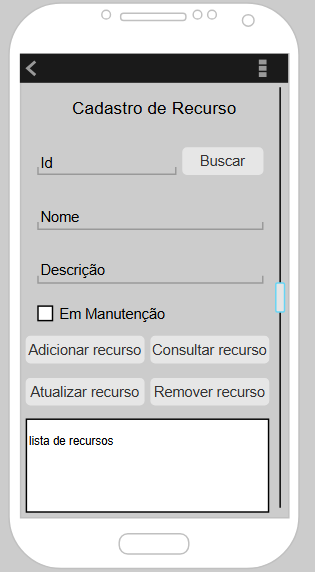 Cadastro de Recurso
Id
Buscar
Nome
Descrição
Em Manutenção
Adicionar recurso
Consultar recurso
Atualizar recurso
Remover recurso
lista de recursos